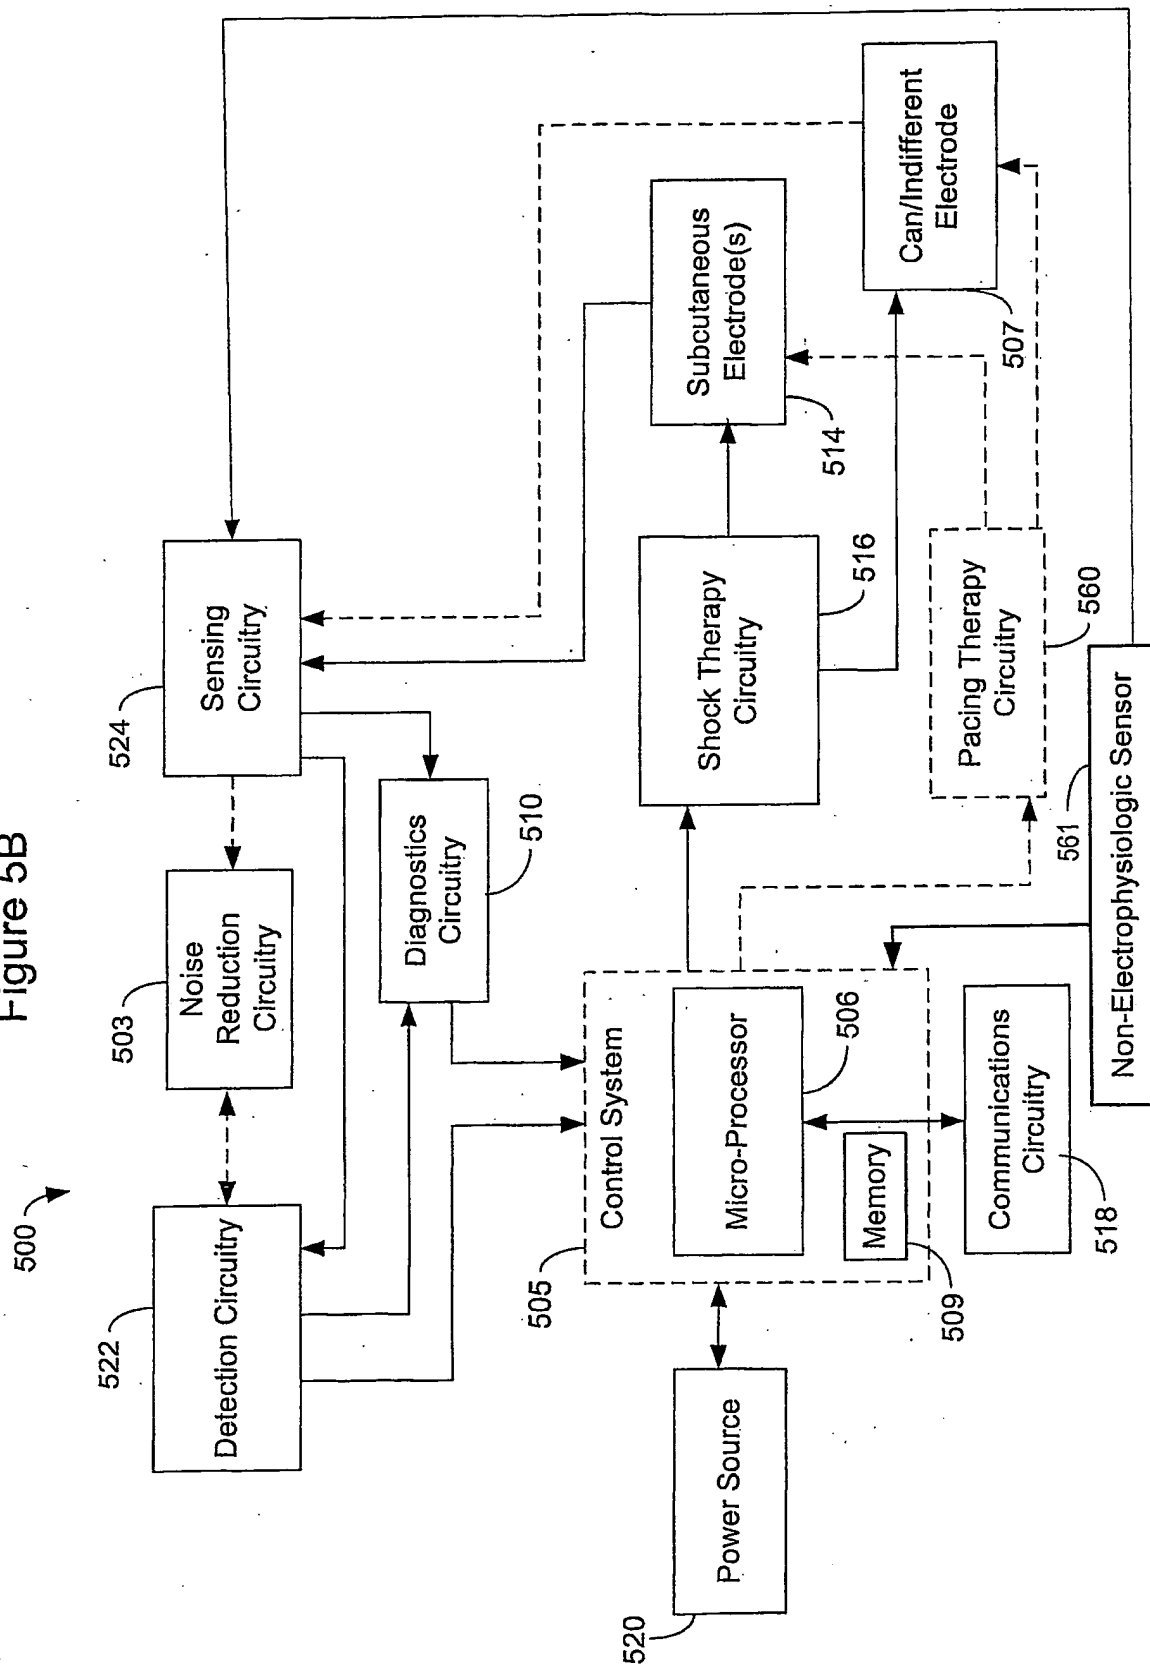 Figure 5B
500
522
Detection Circuitry
503
Noise
Reduction
Circuitry
524
Sensing
Circuitry
Diagnostics
Circuitry
510
505
Control System
Micro-Processor
506
Memory
509
520
Power Source
Communications
Circuitry
518
Shock Therapy
Circuitry
516
Subcutaneous
Electrode(s)
514
Can/Indifferent
Electrode
507
Pacing Therapy
Circuitry
560
561
Non-Electrophysiologic Sensor